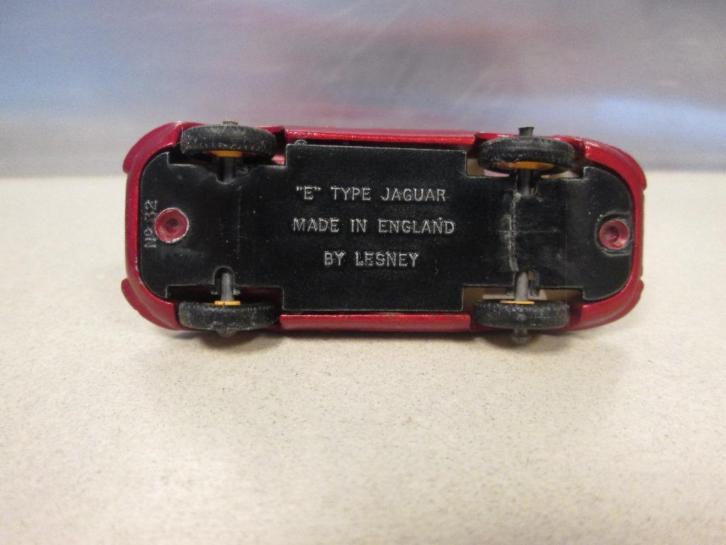 "E" TYPE JAGUAR
MADE IN ENGLAND
BY LESNEY
No 32